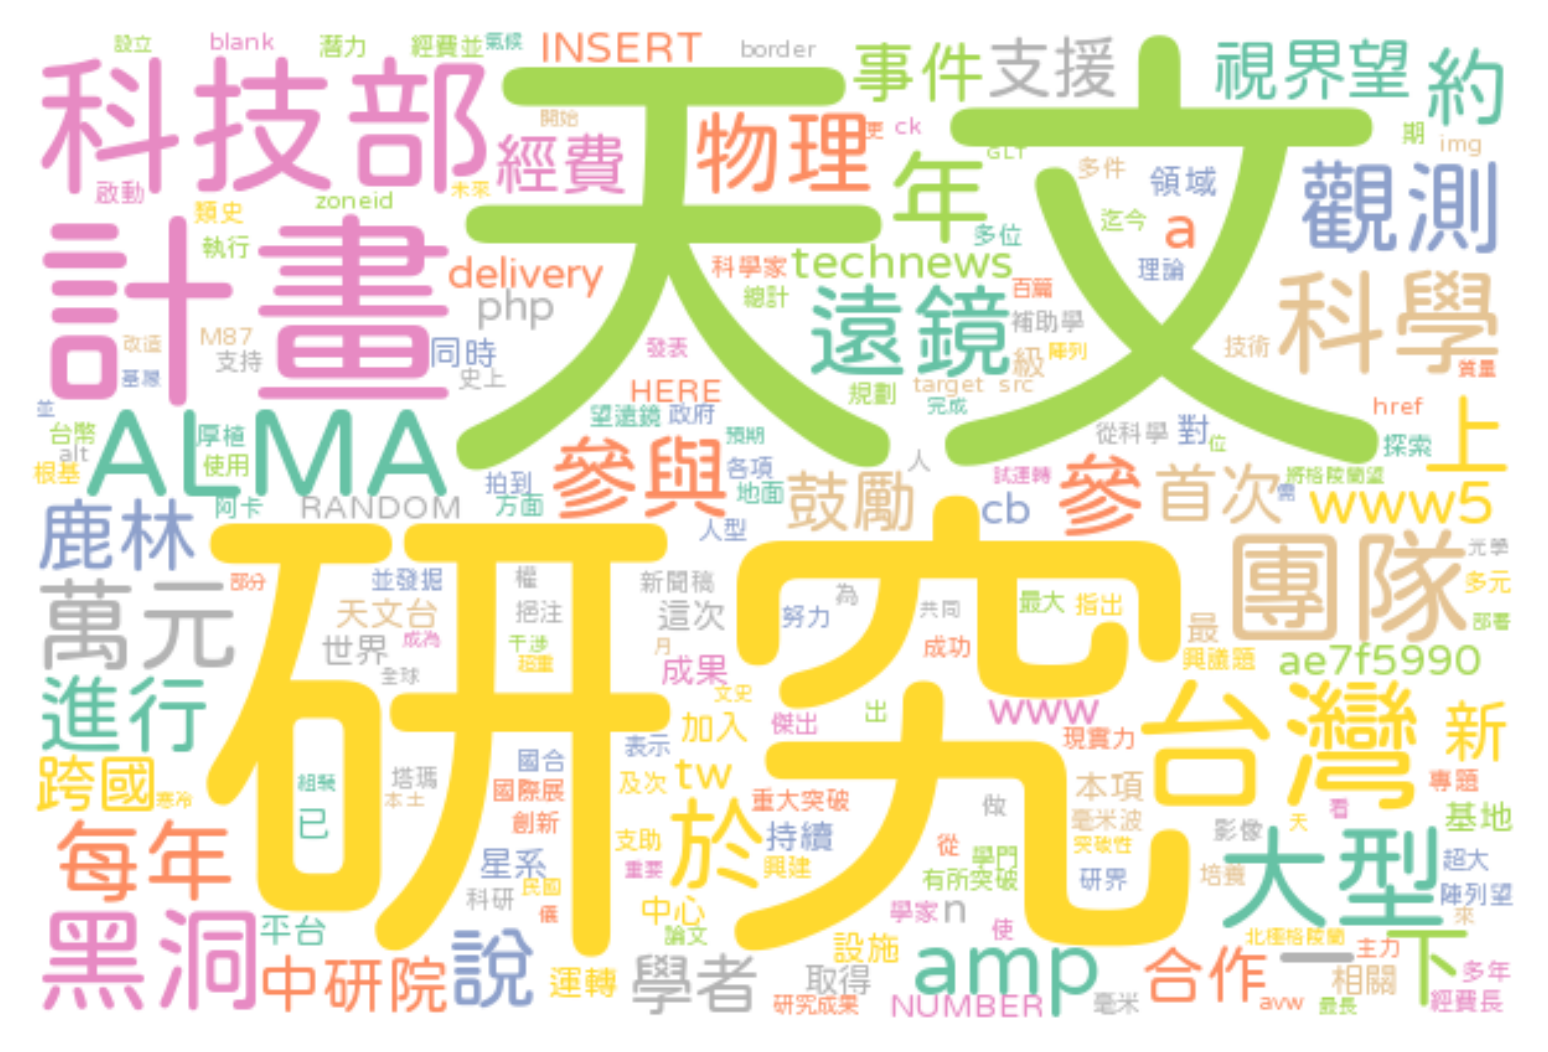 設立 blank 潛力 經費並 氣候 INSERT border 事件 支援 視界望 約
科技部 開始 經費 物理 更 ck 年 GLT 多件 領域 期 img 觀測
啟動 類史 zoneid 未來 執行 天文 多位 迄今 a 理論
計畫 delivery php 科學家 technews 總計 遠鏡 百篇 補助學 科學
M87 改造 支持 基線 同時 史上 發表 級 陣列 技術 質量
HERE target src 規劃 完成 href
並 台幣 alt 根基 ALMA 厚植 使用 望遠鏡 政府 預期 從科學 對 位 探索 上
阿卡 RANDOM 拍到 方面 參與 各項 地面 鼓勵 人 試運轉 參 首次 需 將格陵蘭望 www5 cb
鹿林 人型 光學
部分 並發掘 權 新聞稿 為 研究 團隊 多元
萬元 天文台 挹注 這次 努力 共同 最大 指出 最 部署
世界 成為 干涉 超重 月 成果 成功 興議題 ae7f5990
全球 文史 進行
加入 傑出 出 www 現實力 台灣 新
跨國 寒冷 組裝 塔瑪 本土 國合 表示 國際展 及次 tw 重大突破 本項 專題
已 創新 做 毫米波 影像 天 看 基地
每年 星系 支助 於 持續 從 學門 突破性 大型 超大
重要 興建 有所突破 研界 培養 陣列望
科研 民國 儀 中心 學家 n 使 來
黑洞 平台 論文 設施 北極格陵蘭 主力 下
中研院 說 運轉 學者 取得 amp 合作 一 相關 多年
研究成果 NUMBER 毫米 avw 最長 經費長